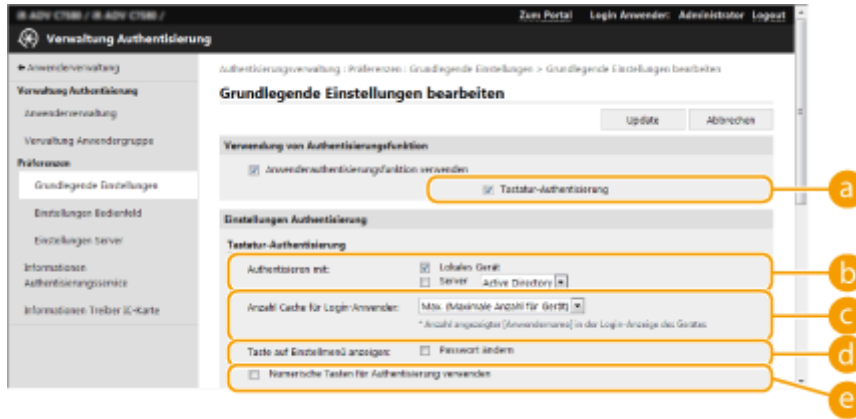 iR-ADV C7580 / iR-ADV C7580 /
Zum Portal Login Anwender: Administrator Logout
Verwaltung Authentisierung
Anwenderverwaltung
Authentisierungsverwaltung : Präferenzen : Grundlegende Einstellungen > Grundlegende Einstellungen bearbeiten
Verwaltung Authentisierung
Grundlegende Einstellungen bearbeiten
Anwenderverwaltung
Update Abbrechen
Verwaltung Anwendergruppe
Verwendung von Authentisierungsfunktion
Präferenzen
Anwenderauthentisierungsfunktion verwenden
Grundlegende Einstellungen
Tastatur-Authentisierung
a
Einstellungen Bedienfeld
Einstellungen Authentisierung
Einstellungen Server
Tastatur-Authentisierung
Informationen
Authentisierungsservice
Authentisieren mit: Lokales Gerät
Server Active Directory
b
Informationen Treiber IC-Karte
Anzahl Cache für Login-Anwender: Max. (Maximale Anzahl für Gerät)
* Anzahl angezeigter [Anwendername] in der Login-Anzeige des Gerätes
c
Taste auf Einstellmenü anzeigen: Passwort ändern
d
Numerische Tasten für Authentisierung verwenden
e